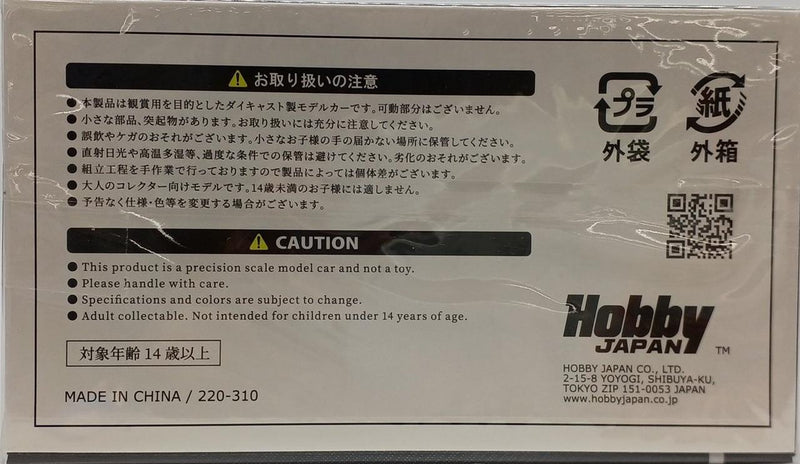 お取り扱いの注意
● 本製品は観賞用を目的としたダイキャスト製モデルカーです。可動部分はございません。
● 小さな部品、突起物があります。お取り扱いには充分に注意してください。
● 誤飲やケガのおそれがございます。小さなお子様の手の届かない場所に保管してください。
● 直射日光や高温多湿等、過度な条件での保管は避けてください。劣化のおそれがございます。
● 組立工程を手作業で行っておりますので製品によっては個体差がございます。
● 大人のコレクター向けモデルです。14歳未満のお子様には適しません。
● 予告なく仕様・色等を変更する場合がございます。
CAUTION
● This product is a precision scale model car and not a toy.
● Please handle with care.
● Specifications and colors are subject to change.
● Adult collectable. Not intended for children under 14 years of age.
対象年齢 14 歳以上
MADE IN CHINA / 220-310
プラ 紙
外袋 外箱
Hobby
JAPAN ™
HOBBY JAPAN CO., LTD.
2-15-8 YOYOGI, SHIBUYA-KU,
TOKYO ZIP 151-0053 JAPAN
www.hobbyjapan.co.jp